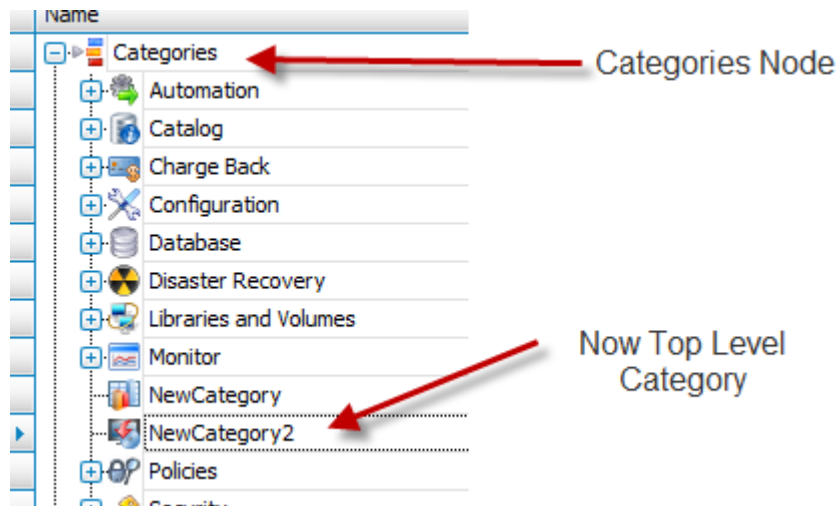 Name
Categories
Categories Node
Automation
Catalog
Charge Back
Configuration
Database
Disaster Recovery
Libraries and Volumes
Monitor
Now Top Level
Category
NewCategory
NewCategory2
Policies
Security